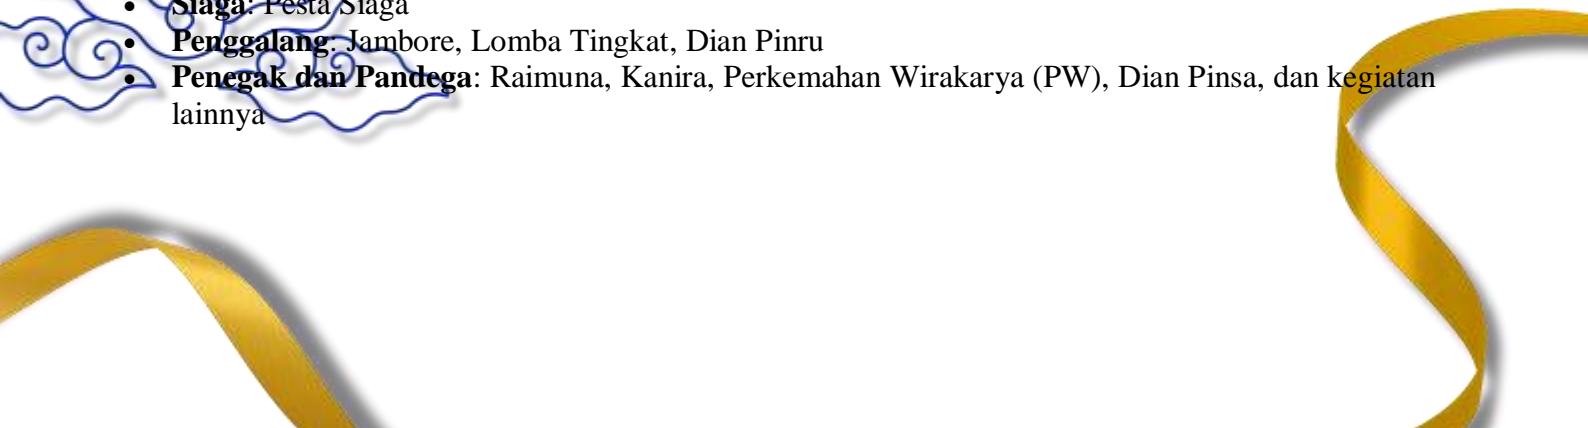 • Siaga: Pesta Siaga
• Penggalang: Jambore, Lomba Tingkat, Dian Pinru
• Penegak dan Pandega: Raimuna, Kanira, Perkemahan Wirakarya (PW), Dian Pinsa, dan kegiatan
lainnya